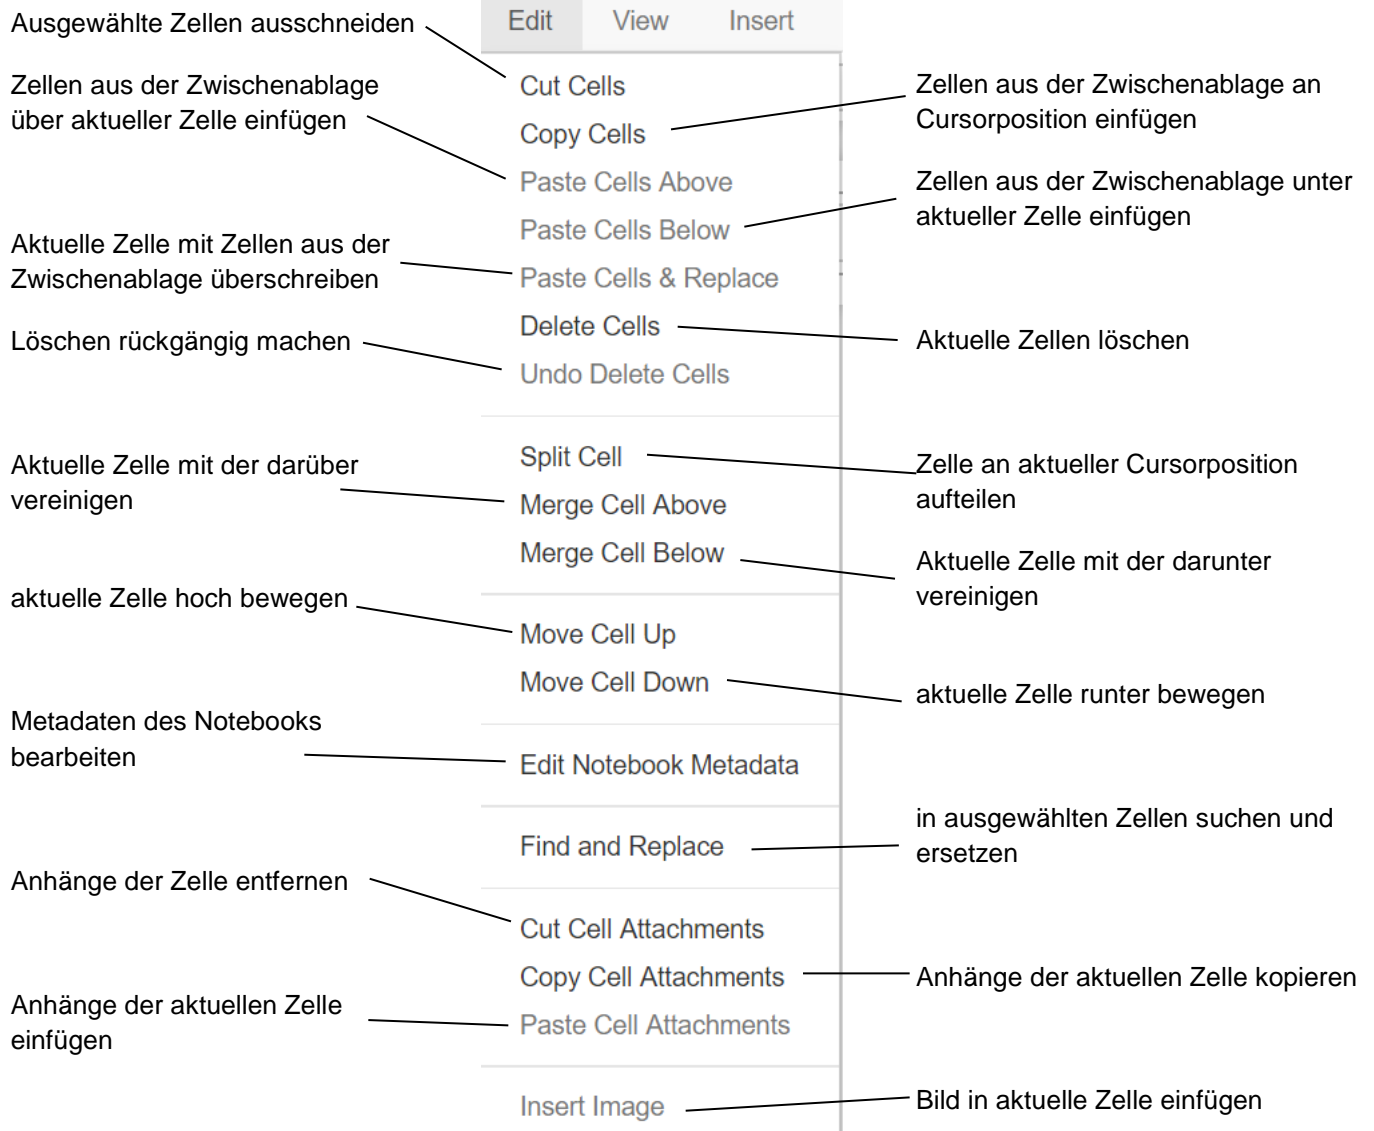 Ausgewählte Zellen ausschneiden
Zellen aus der Zwischenablage
über aktueller Zelle einfügen
Aktuelle Zelle mit Zellen aus der
Zwischenablage überschreiben
Löschen rückgängig machen
Aktuelle Zelle mit der darüber
vereinigen
aktuelle Zelle hoch bewegen
Metadaten des Notebooks
bearbeiten
Anhänge der Zelle entfernen
Anhänge der aktuellen Zelle
einfügen
Edit View Insert
Cut Cells
Copy Cells
Paste Cells Above
Paste Cells Below
Paste Cells & Replace
Delete Cells
Undo Delete Cells
Split Cell
Merge Cell Above
Merge Cell Below
Move Cell Up
Move Cell Down
Edit Notebook Metadata
Find and Replace
Cut Cell Attachments
Copy Cell Attachments
Paste Cell Attachments
Insert Image
Zellen aus der Zwischenablage an
Cursorposition einfügen
Zellen aus der Zwischenablage unter
aktueller Zelle einfügen
Aktuelle Zellen löschen
Zelle an aktueller Cursorposition
aufteilen
Aktuelle Zelle mit der darunter
vereinigen
aktuelle Zelle runter bewegen
in ausgewählten Zellen suchen und
ersetzen
Anhänge der aktuellen Zelle kopieren
Bild in aktuelle Zelle einfügen